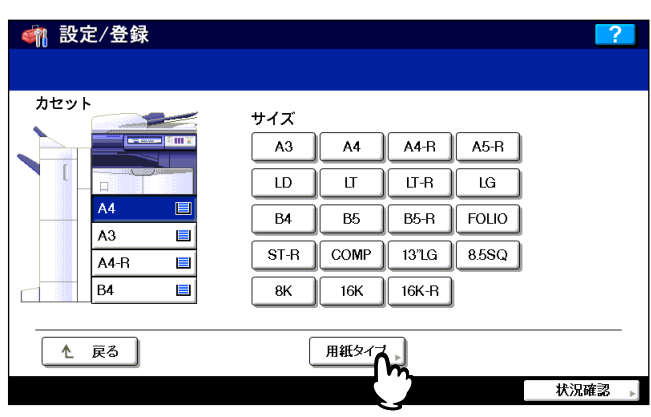 設定/登録
?
カセット
A4
A3
A4-R
B4
サイズ
A3 A4 A4-R A5-R
LD LT LT-R LG
B4 B5 B5-R FOLIO
ST-R COMP 13"LG 8.5SQ
8K 16K 16K-R
戻る
用紙タイプ
状況確認